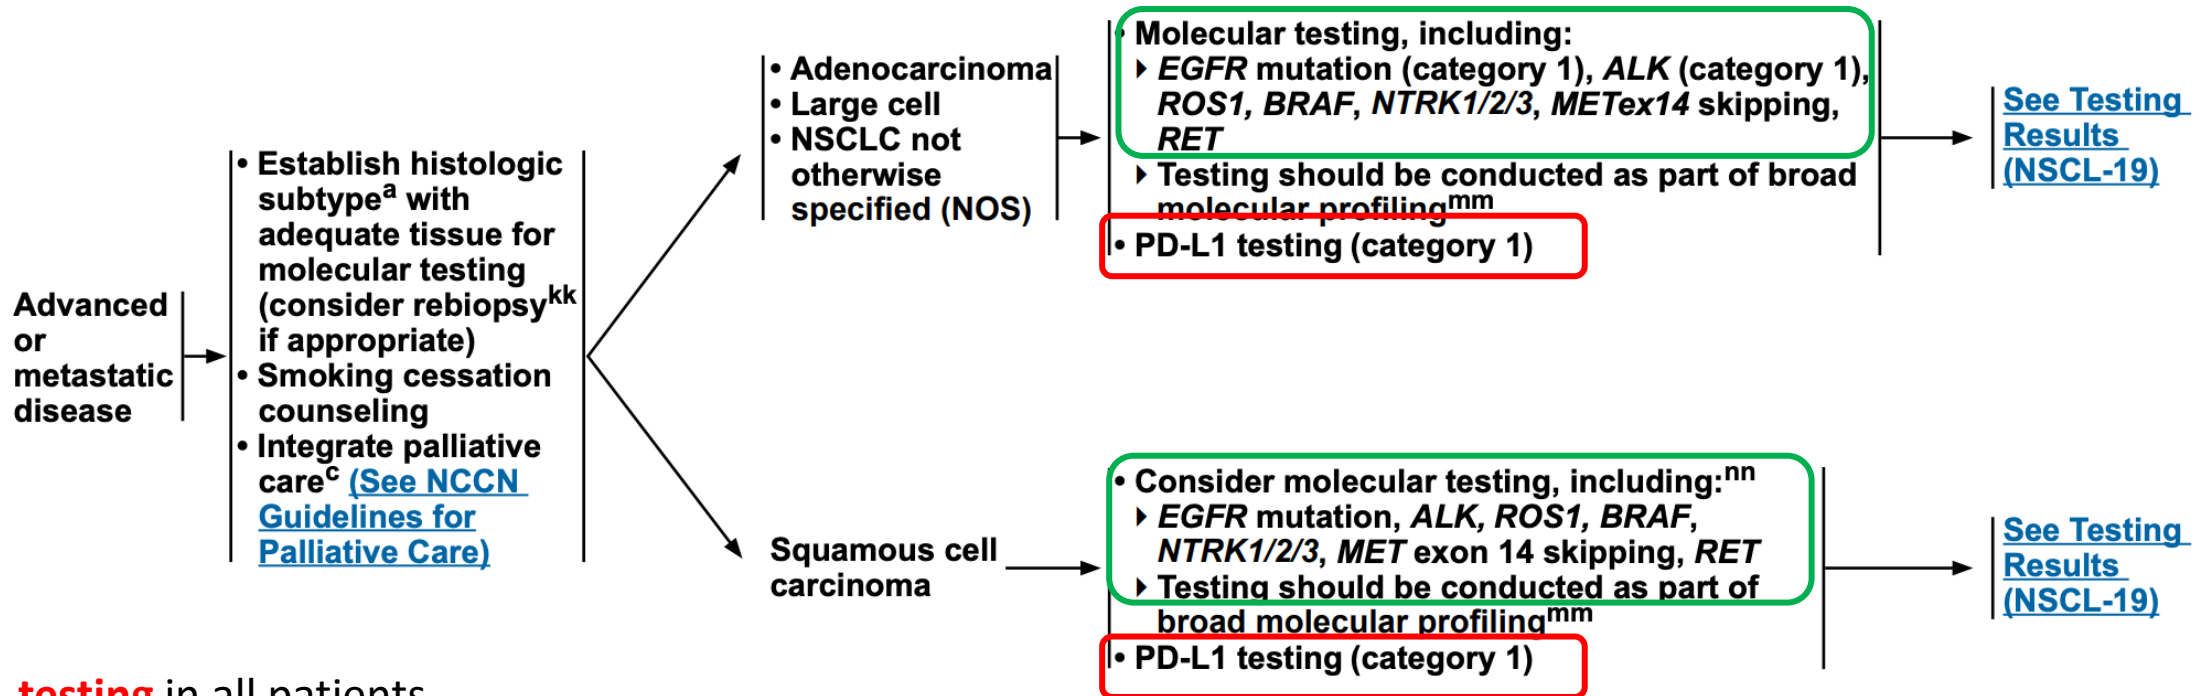 Advanced
or
metastatic
disease
• Establish histologic
subtypeᵃ with
adequate tissue for
molecular testing
(consider rebiopsyᵏᵏ
if appropriate)
• Smoking cessation
counseling
• Integrate palliative
careᶜ (See NCCN
Guidelines for
Palliative Care)
• Adenocarcinoma
• Large cell
• NSCLC not
otherwise
specified (NOS)
• Molecular testing, including:
▸ EGFR mutation (category 1), ALK (category 1),
ROS1, BRAF, NTRK1/2/3, METex14 skipping,
RET
▸ Testing should be conducted as part of broad
molecular profilingᵐᵐ
• PD-L1 testing (category 1)
See Testing
Results
(NSCL-19)
Squamous cell
carcinoma
• Consider molecular testing, including:ⁿⁿ
▸ EGFR mutation, ALK, ROS1, BRAF,
NTRK1/2/3, MET exon 14 skipping, RET
▸ Testing should be conducted as part of
broad molecular profilingᵐᵐ
• PD-L1 testing (category 1)
See Testing
Results
(NSCL-19)
testing in all patients